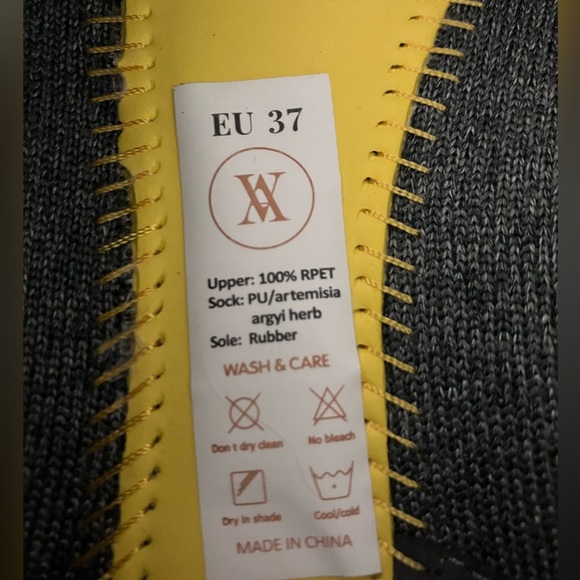 EU 37
VA
Upper: 100% RPET
Sock: PU/artemisia
argyi herb
Sole: Rubber
WASH & CARE
Don t dry clean
No bleach
Dry in shade
Cool/cold
MADE IN CHINA